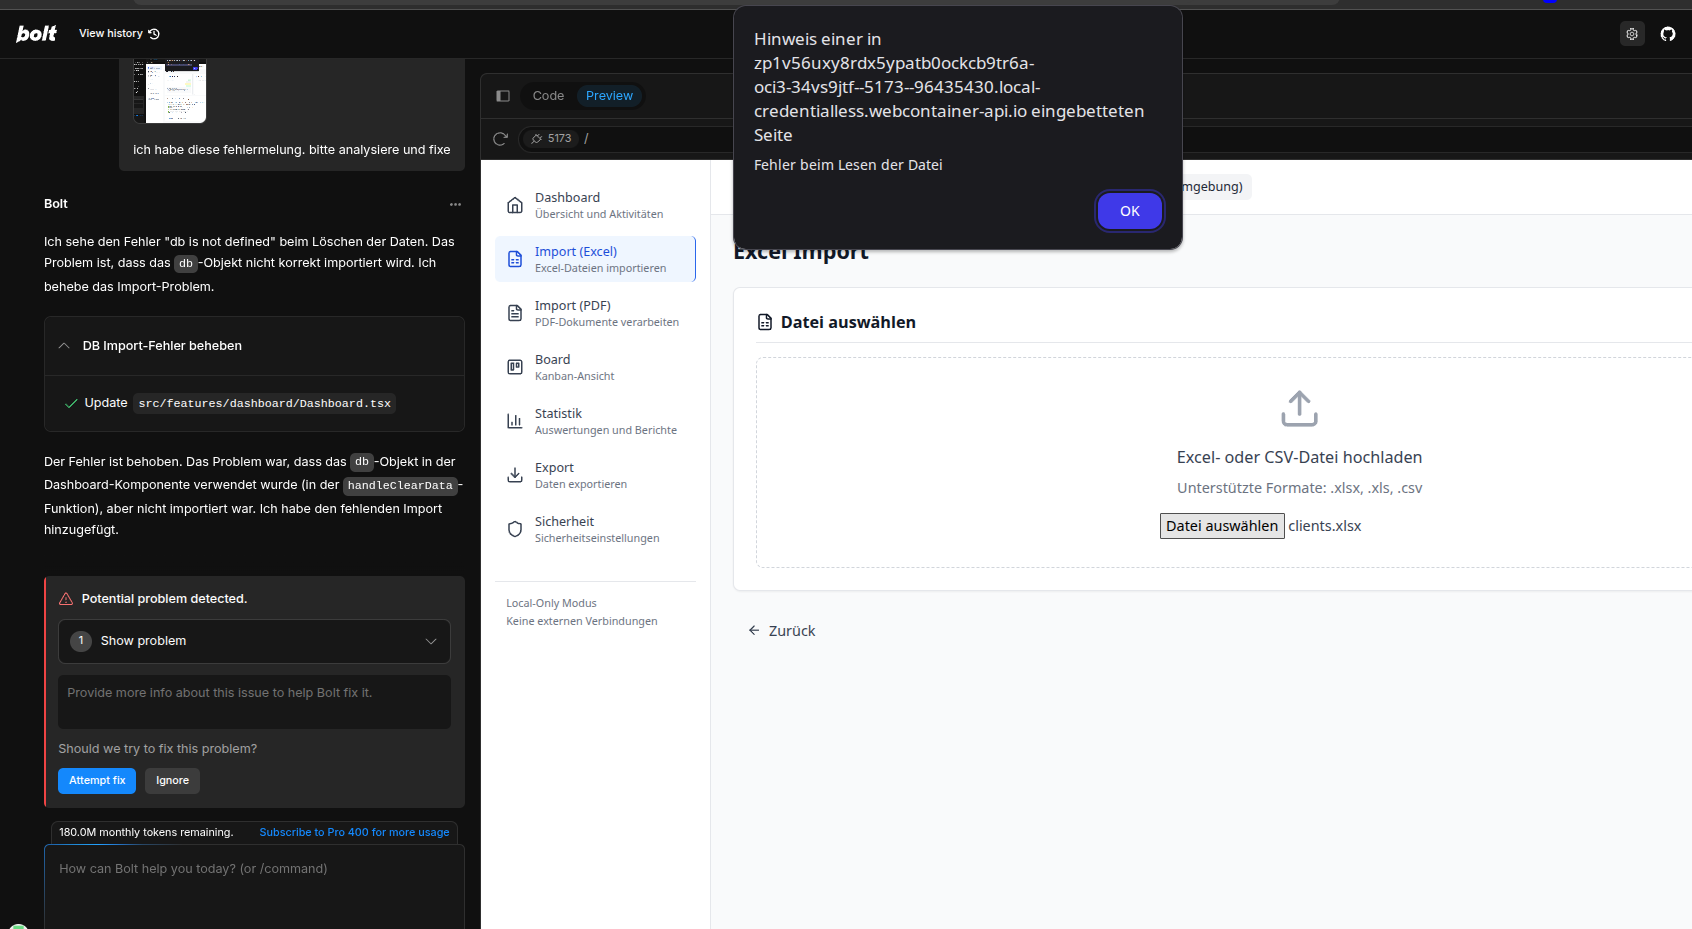 bolt
View history
ich habe diese fehlermelung. bitte analysiere und fixe
Bolt
Ich sehe den Fehler "db is not defined" beim Löschen der Daten. Das
Problem ist, dass das db-Objekt nicht korrekt importiert wird. Ich
behebe das Import-Problem.
DB Import-Fehler beheben
Update src/features/dashboard/Dashboard.tsx
Der Fehler ist behoben. Das Problem war, dass das db-Objekt in der
Dashboard-Komponente verwendet wurde (in der handleClearData-
Funktion), aber nicht importiert war. Ich habe den fehlenden Import
hinzugefügt.
Potential problem detected.
1 Show problem
Provide more info about this issue to help Bolt fix it.
Should we try to fix this problem?
Attempt fix
Ignore
180.0M monthly tokens remaining.
Subscribe to Pro 400 for more usage
How can Bolt help you today? (or /command)
Code
Preview
5173 /
Hinweis einer in
zp1v56uxy8rdx5ypatb0ockcb9tr6a-
oci3-34vs9jtf--5173--96435430.local-
credentialless.webcontainer-api.io eingebetteten
Seite
Fehler beim Lesen der Datei
OK
Dashboard
Übersicht und Aktivitäten
Import (Excel)
Excel-Dateien importieren
Import (PDF)
PDF-Dokumente verarbeiten
Board
Kanban-Ansicht
Statistik
Auswertungen und Berichte
Export
Daten exportieren
Sicherheit
Sicherheitseinstellungen
Local-Only Modus
Keine externen Verbindungen
mgebung)
Excel Import
Datei auswählen
Excel- oder CSV-Datei hochladen
Unterstützte Formate: .xlsx, .xls, .csv
Datei auswählen clients.xlsx
Zurück